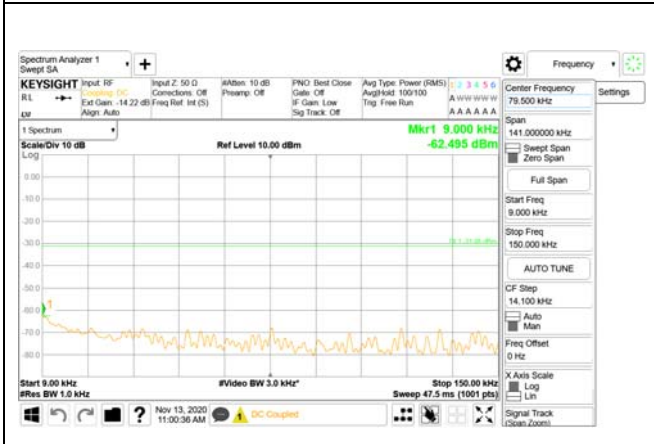 Spectrum Analyzer 1
Swept SA
Frequency
KEYSIGHT
RL
Input: RF
Coupling: DC
Ext Gain: -14.22 dB
Align: Auto
Input Z: 50 Ω
Corrections: Off
Freq Ref: Int (S)
#Atten: 10 dB
Preamp: Off
PNO: Best Close
Gate: Off
IF Gain: Low
Sig Track: Off
Avg Type: Power (RMS)
Avg|Hold: 100/100
Trig: Free Run
1 2 3 4 5 6
A W W W W W
A A A A A A
1 Spectrum
Scale/Div 10 dB
Log
Ref Level 10.00 dBm
Mkr1 9.000 kHz
-62.495 dBm
0.00
-10.0
-20.0
-30.0
-40.0
-50.0
-60.0
-70.0
-80.0
1
Start 9.00 kHz
#Res BW 1.0 kHz
#Video BW 3.0 kHz*
Stop 150.00 kHz
Sweep 47.5 ms (1001 pts)
Nov 13, 2020
11:00:36 AM
DC Coupled
Center Frequency
79.500 kHz
Settings
Span
141.000000 kHz
Swept Span
Zero Span
Full Span
Start Freq
9.000 kHz
Stop Freq
150.000 kHz
AUTO TUNE
CF Step
14.100 kHz
Auto
Man
Freq Offset
0 Hz
X Axis Scale
Log
Lin
Signal Track
(Span Zoom)